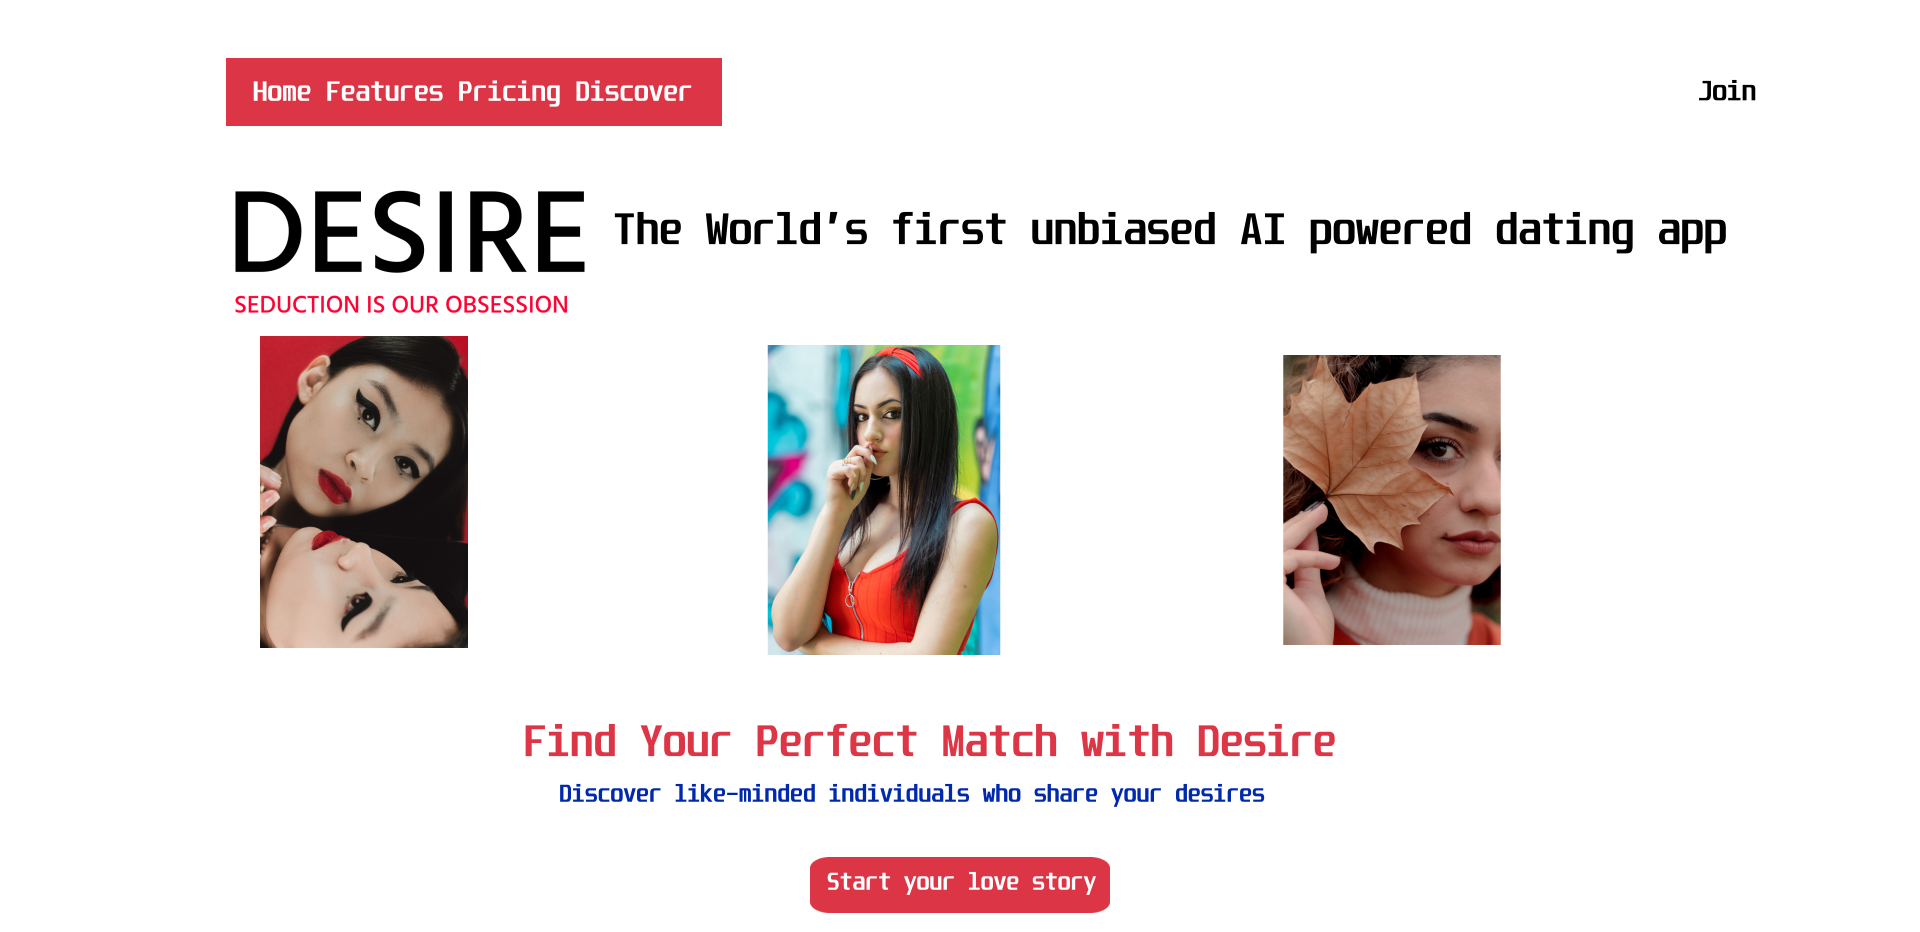 Home Features Pricing Discover
Join
DESIRE
The World's first unbiased AI powered dating app
SEDUCTION IS OUR OBSESSION
Find Your Perfect Match with Desire
Discover like-minded individuals who share your desires
Start your love story